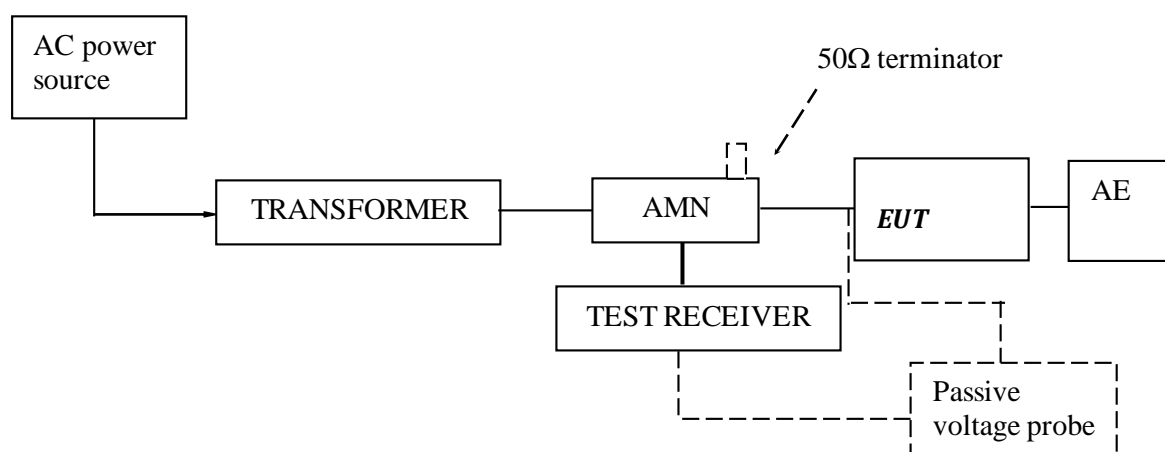 AC power
source
50Ω terminator
TRANSFORMER
AMN
EUT
AE
TEST RECEIVER
Passive
voltage probe